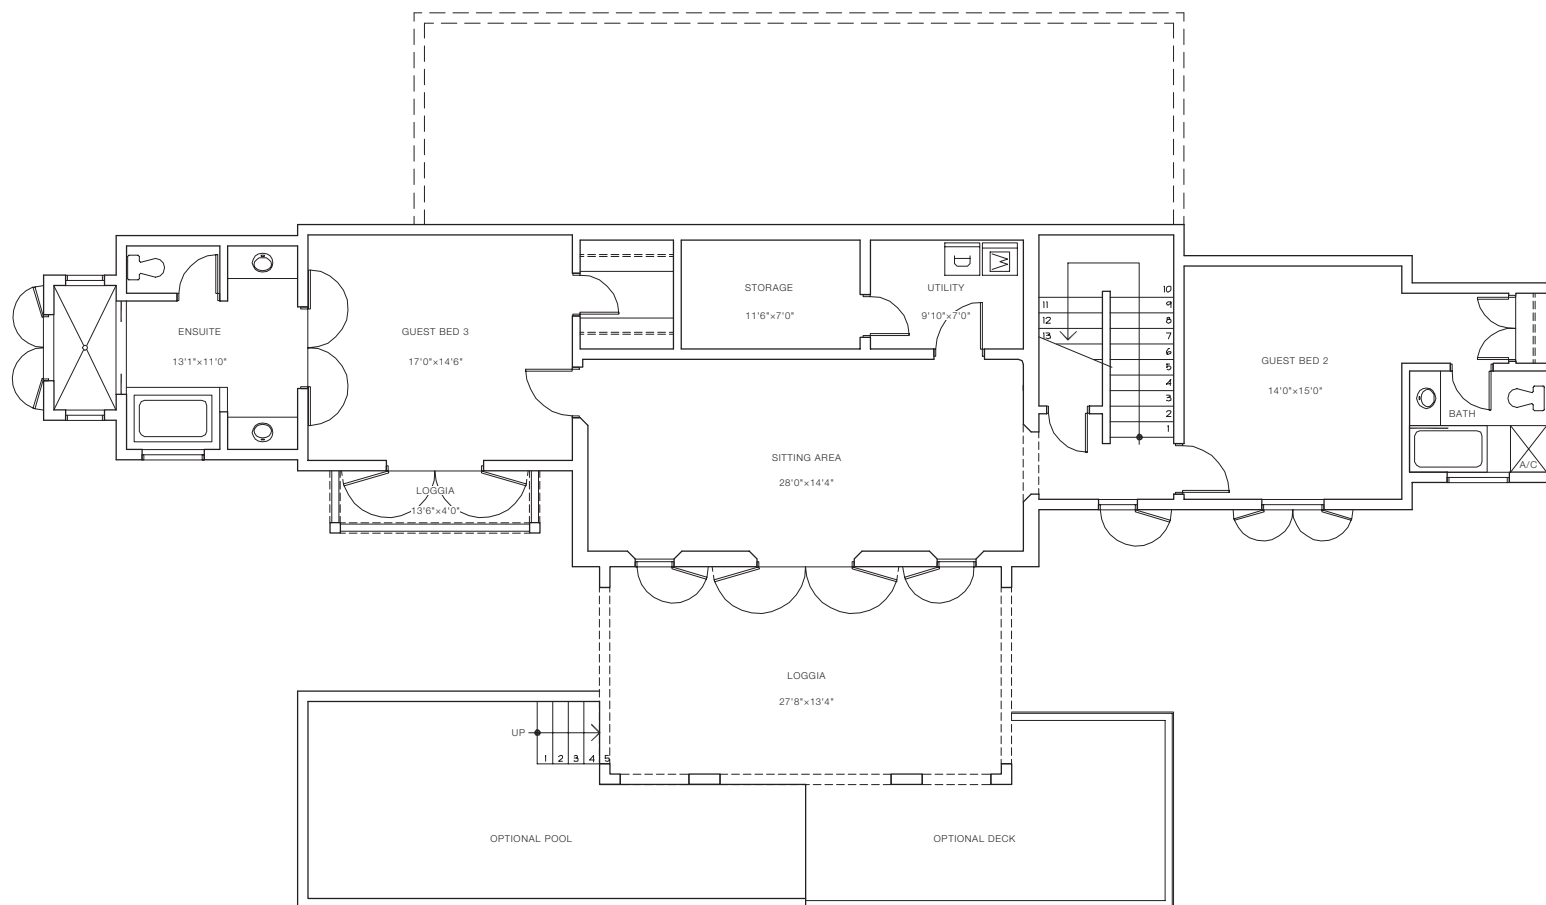 STORAGE
11'6"×7'0"
D
W
UTILITY
9'10"×7'0"
10
9
8
7
6
5
4
3
2
1
11
12
13
ENSUITE
13'1"×11'0"
GUEST BED 3
17'0"×14'6"
GUEST BED 2
14'0"×15'0"
BATH
A/C
SITTING AREA
28'0"×14'4"
LOGGIA
13'6"×4'0"
LOGGIA
27'8"×13'4"
UP
1 2 3 4 5
OPTIONAL POOL
OPTIONAL DECK